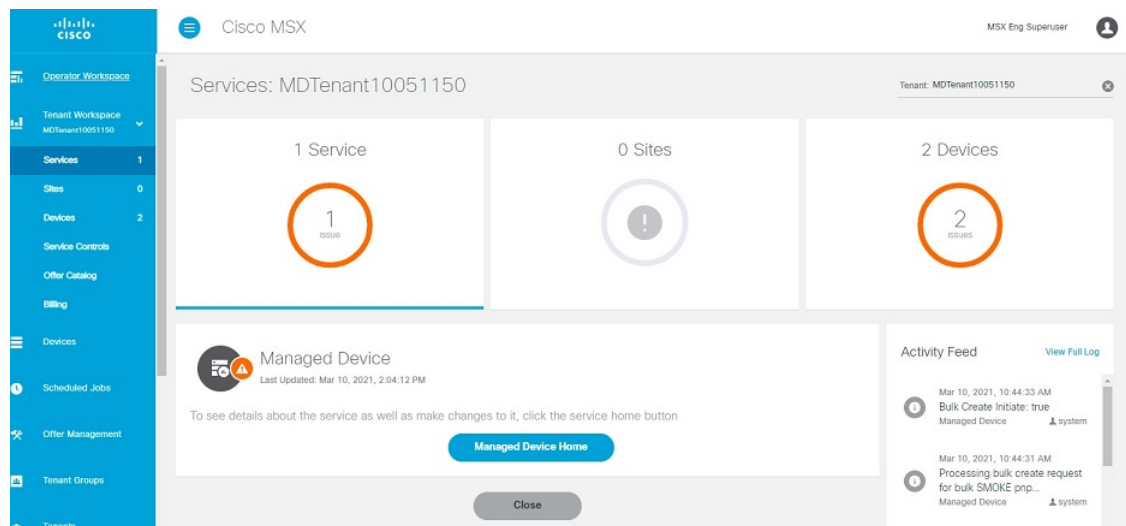 CISCO
Cisco MSX
MSX Eng Superuser
Operator Workspace
Tenant Workspace
MDTenant10051150
Services 1
Sites 0
Devices 2
Service Controls
Offer Catalog
Billing
Devices
Scheduled Jobs
Offer Management
Tenant Groups
Tenants
Services: MDTenant10051150
Tenant: MDTenant10051150
1 Service
1
issue
0 Sites
2 Devices
2
issues
Managed Device
Last Updated: Mar 10, 2021, 2:04:12 PM
To see details about the service as well as make changes to it, click the service home button
Managed Device Home
Close
Activity Feed
View Full Log
Mar 10, 2021, 10:44:33 AM
Bulk Create Initiate: true
Managed Device system
Mar 10, 2021, 10:44:31 AM
Processing bulk create request
for bulk SMOKE pnp...
Managed Device system